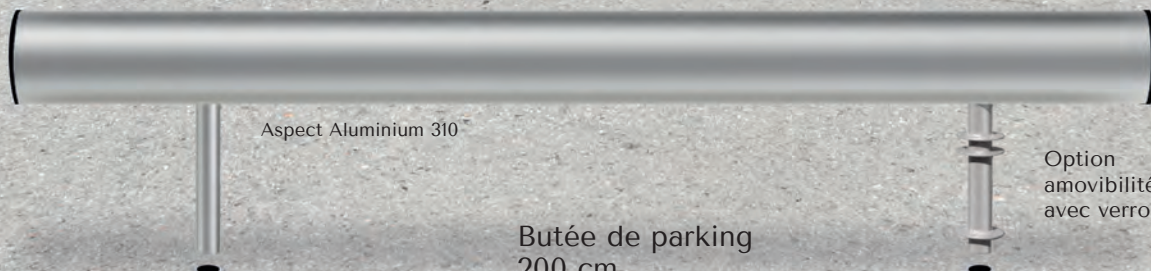 Aspect Aluminium 310
Option
amovibilité
avec
Butée de parking
200 cm